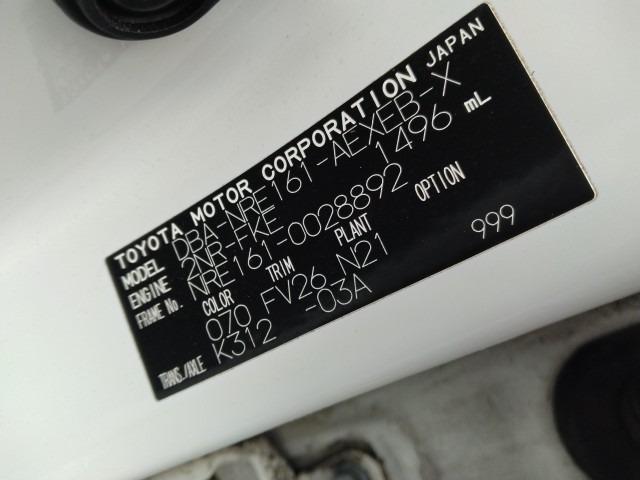 TOYOTA MOTOR CORPORATION JAPAN
MODEL DBA-NRE161-AEXEB-X
ENGINE 2NR-FKE 1496 mL
FRAME No. NRE161-0028892
COLOR TRIM PLANT OPTION
070 FV26 N21 999
TRANS./AXLE K312 -03A